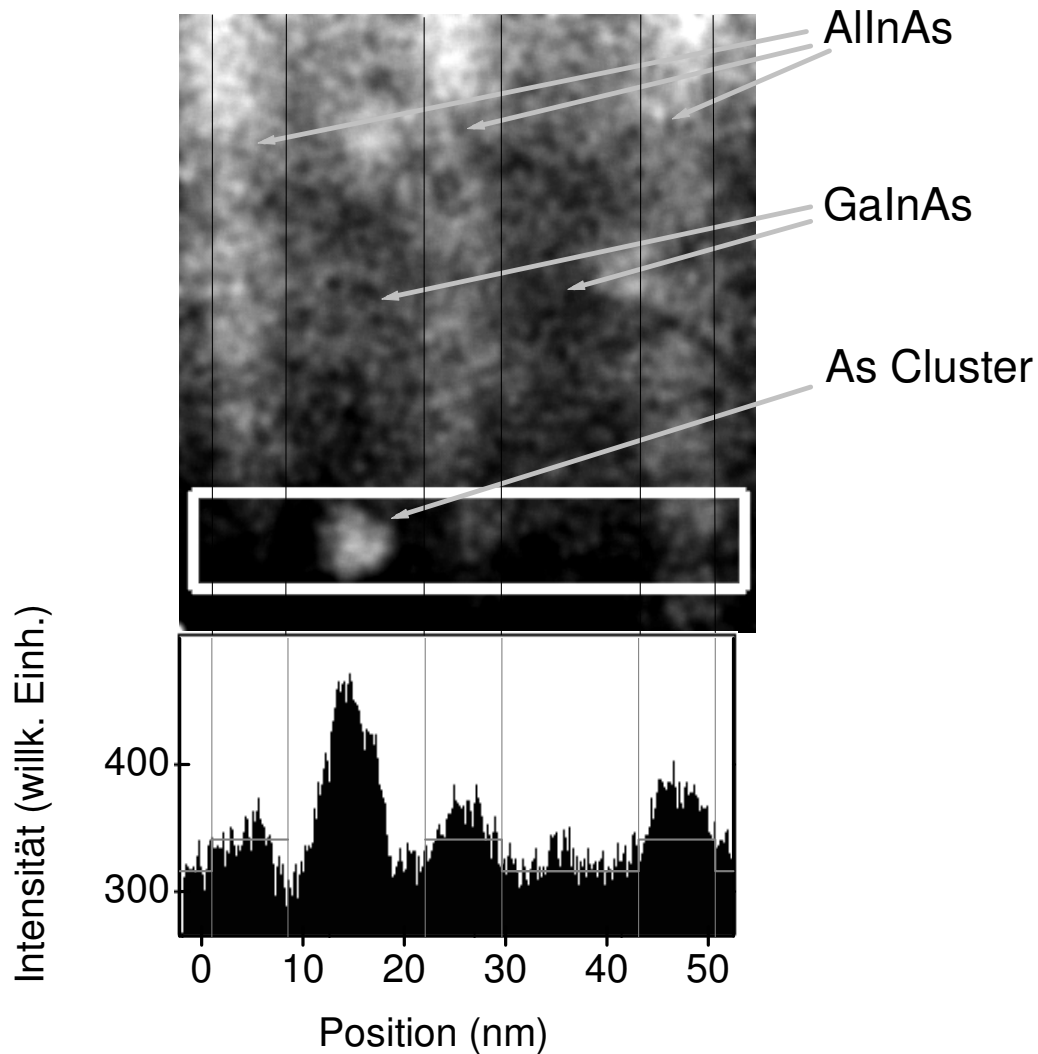 AlInAs
GaInAs
As Cluster
Intensität (willk. Einh.)
400
300
0 10 20 30 40 50
Position (nm)